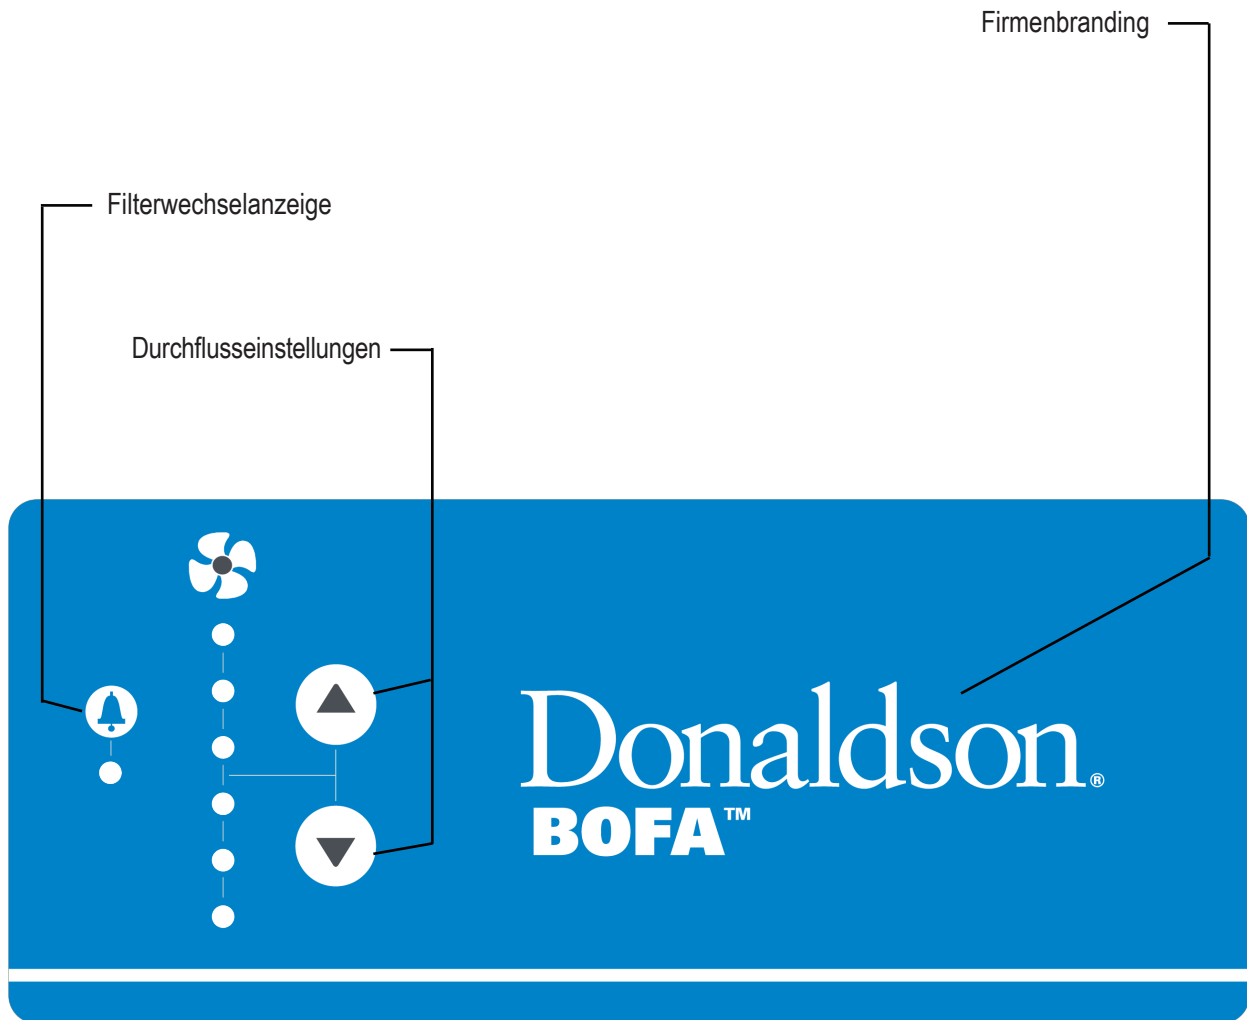 Firmenbranding
Filterwechselanzeige
Durchflusseinstellungen
Donaldson®
BOFA™